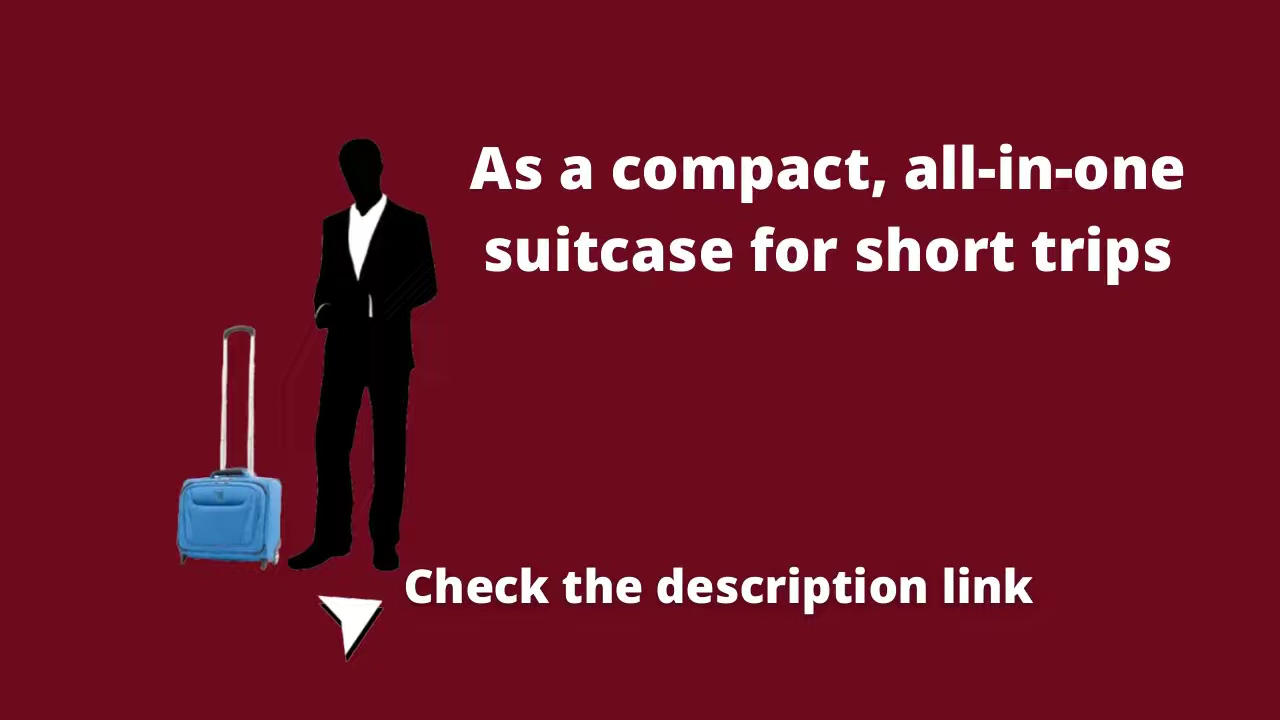 As a compact, all-in-one
suitcase for short trips
Check the description link